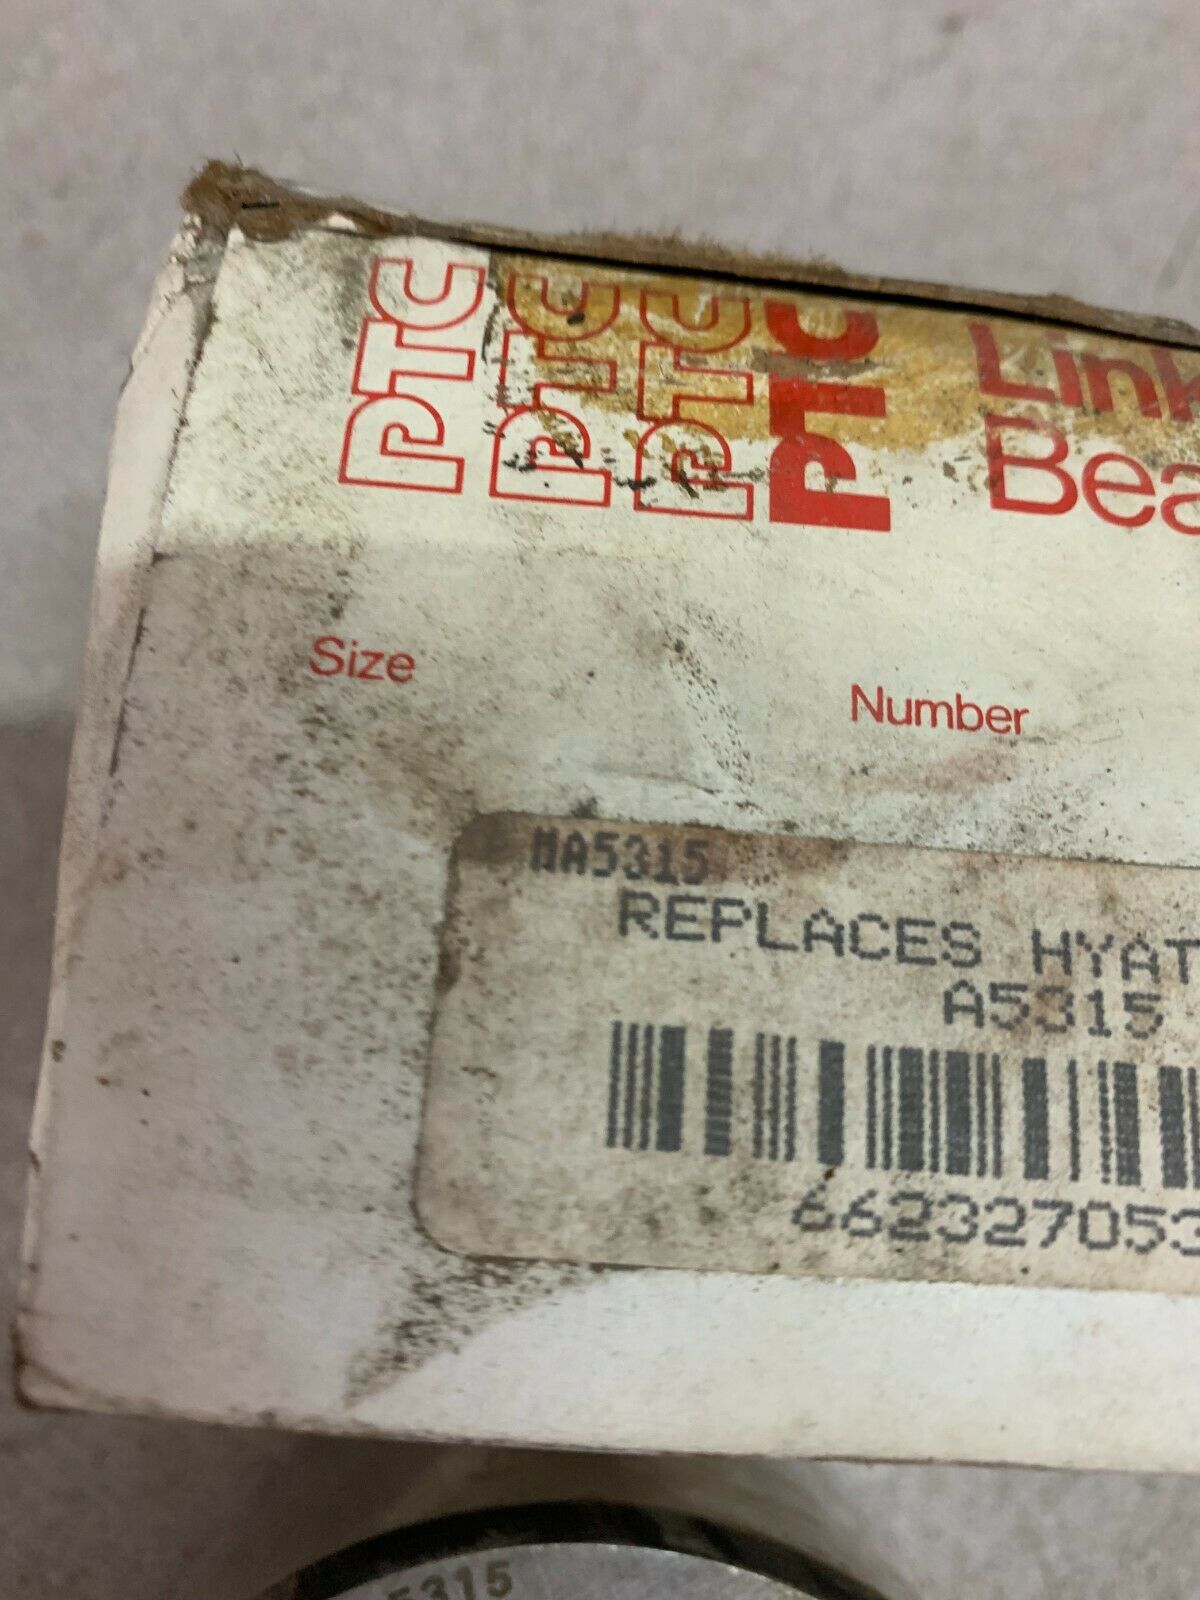 PTC PTC PTC PTC
Link
Bea
Size
Number
MA5315
REPLACES HYAT
A5315
662327053
5315